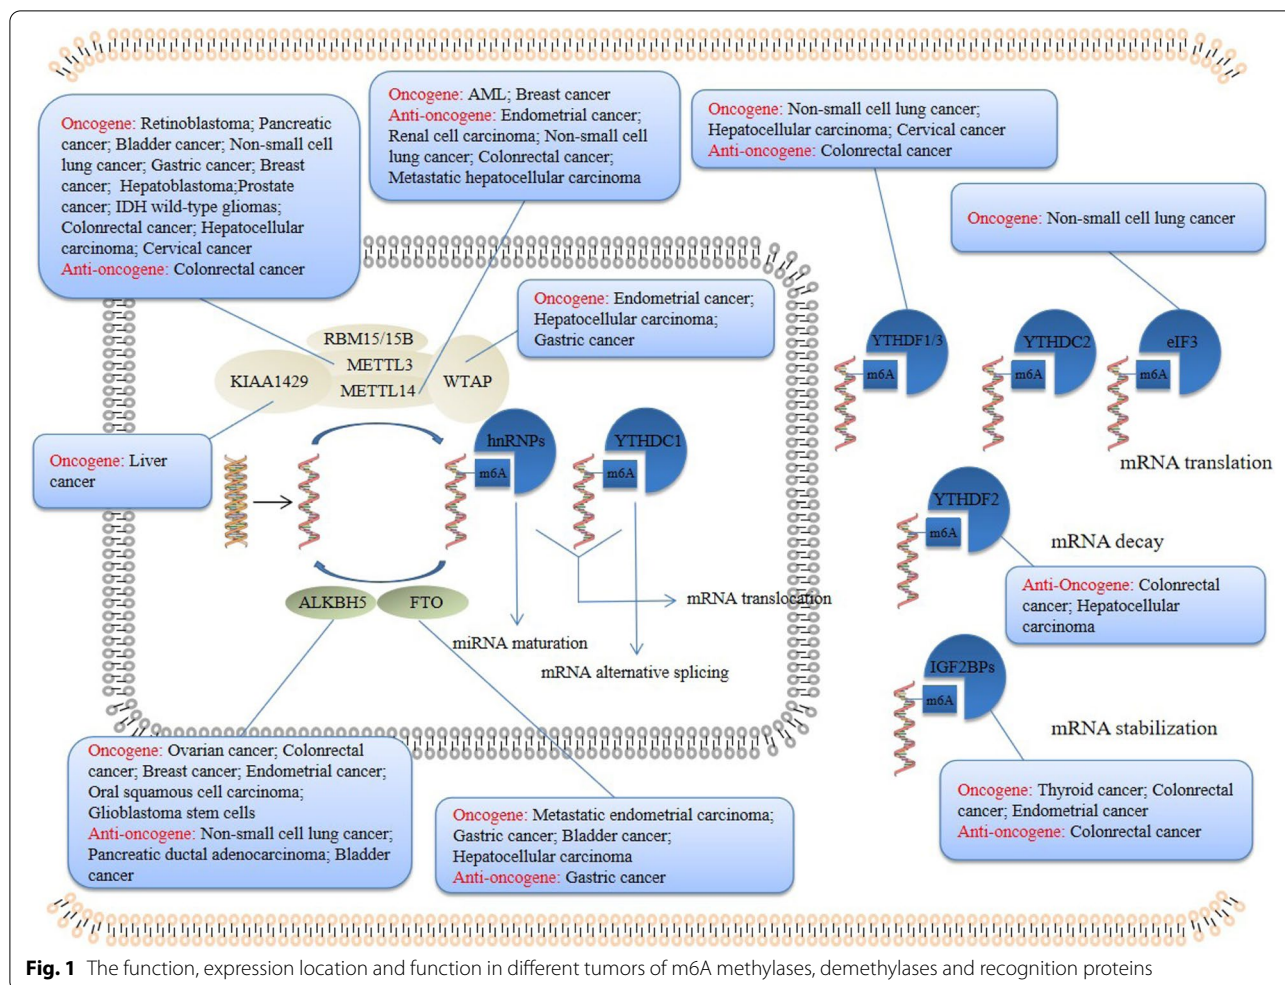 Oncogene: Retinoblastoma; Pancreatic
cancer; Bladder cancer; Non-small cell
lung cancer; Gastric cancer; Breast
cancer; Hepatoblastoma;Prostate
cancer; IDH wild-type gliomas;
Colonrectal cancer; Hepatocellular
carcinoma; Cervical cancer
Anti-oncogene: Colonrectal cancer
Oncogene: AML; Breast cancer
Anti-oncogene: Endometrial cancer;
Renal cell carcinoma; Non-small cell
lung cancer; Colonrectal cancer;
Metastatic hepatocellular carcinoma
Oncogene: Non-small cell lung cancer;
Hepatocellular carcinoma; Cervical cancer
Anti-oncogene: Colonrectal cancer
Oncogene: Non-small cell lung cancer
Oncogene: Endometrial cancer;
Hepatocellular carcinoma;
Gastric cancer
RBM15/15B
METTL3
METTL14
KIAA1429
WTAP
YTHDF1/3
m6A
YTHDC2
m6A
eIF3
m6A
mRNA translation
Oncogene: Liver
cancer
hnRNPs
m6A
YTHDC1
m6A
YTHDF2
m6A
mRNA decay
Anti-Oncogene: Colonrectal
cancer; Hepatocellular
carcinoma
ALKBH5
FTO
mRNA translocation
miRNA maturation
mRNA alternative splicing
IGF2BPs
m6A
mRNA stabilization
Oncogene: Ovarian cancer; Colonrectal
cancer; Breast cancer; Endometrial cancer;
Oral squamous cell carcinoma;
Glioblastoma stem cells
Anti-oncogene: Non-small cell lung cancer;
Pancreatic ductal adenocarcinoma; Bladder
cancer
Oncogene: Metastatic endometrial carcinoma;
Gastric cancer; Bladder cancer;
Hepatocellular carcinoma
Anti-oncogene: Gastric cancer
Oncogene: Thyroid cancer; Colonrectal
cancer; Endometrial cancer
Anti-oncogene: Colonrectal cancer
Fig. 1 The function, expression location and function in different tumors of m6A methylases, demethylases and recognition proteins